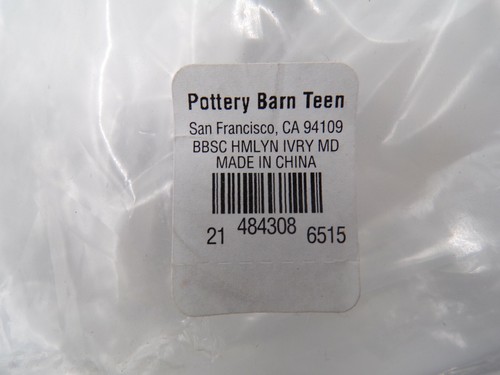 Pottery Barn Teen
San Francisco, CA 94109
BBSC HMLYN IVRY MD
MADE IN CHINA
21 484308 6515